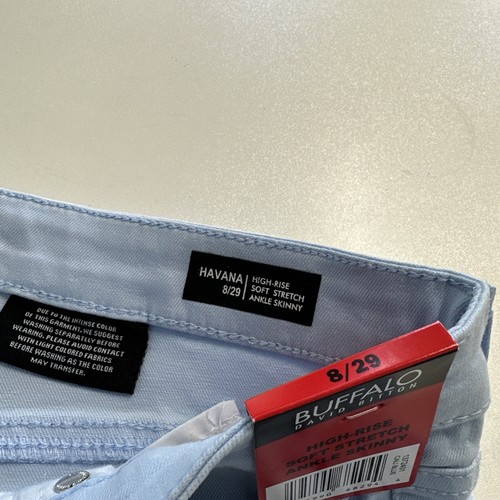 HAVANA
8/29
HIGH-RISE
SOFT STRETCH
ANKLE SKINNY
DUE TO THE INTENSE COLOR
OF THIS GARMENT, WE SUGGEST
WASHING SEPARATELY BEFORE
WEARING. PLEASE AVOID CONTACT
WITH LIGHT COLORED FABRICS
BEFORE WASHING AS THE COLOR
MAY TRANSFER.
8/29
BUFFALO
DAVID BITTON
HIGH-RISE
SOFT STRETCH
ANKLE SKINNY